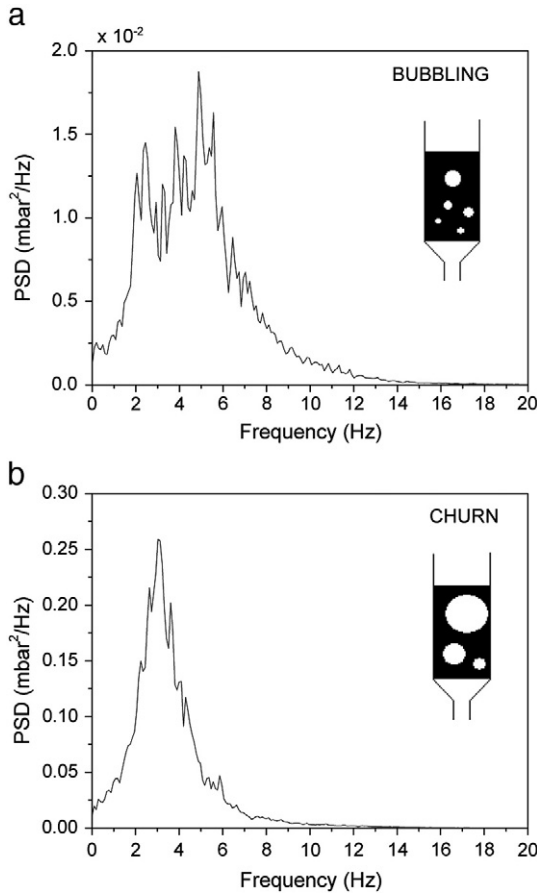 a
x 10⁻²
2.0
BUBBLING
1.5
PSD (mbar²/Hz)
1.0
0.5
0.0
0 2 4 6 8 10 12 14 16 18 20
Frequency (Hz)
b
0.30
CHURN
0.25
0.20
PSD (mbar²/Hz)
0.15
0.10
0.05
0.00
0 2 4 6 8 10 12 14 16 18 20
Frequency (Hz)